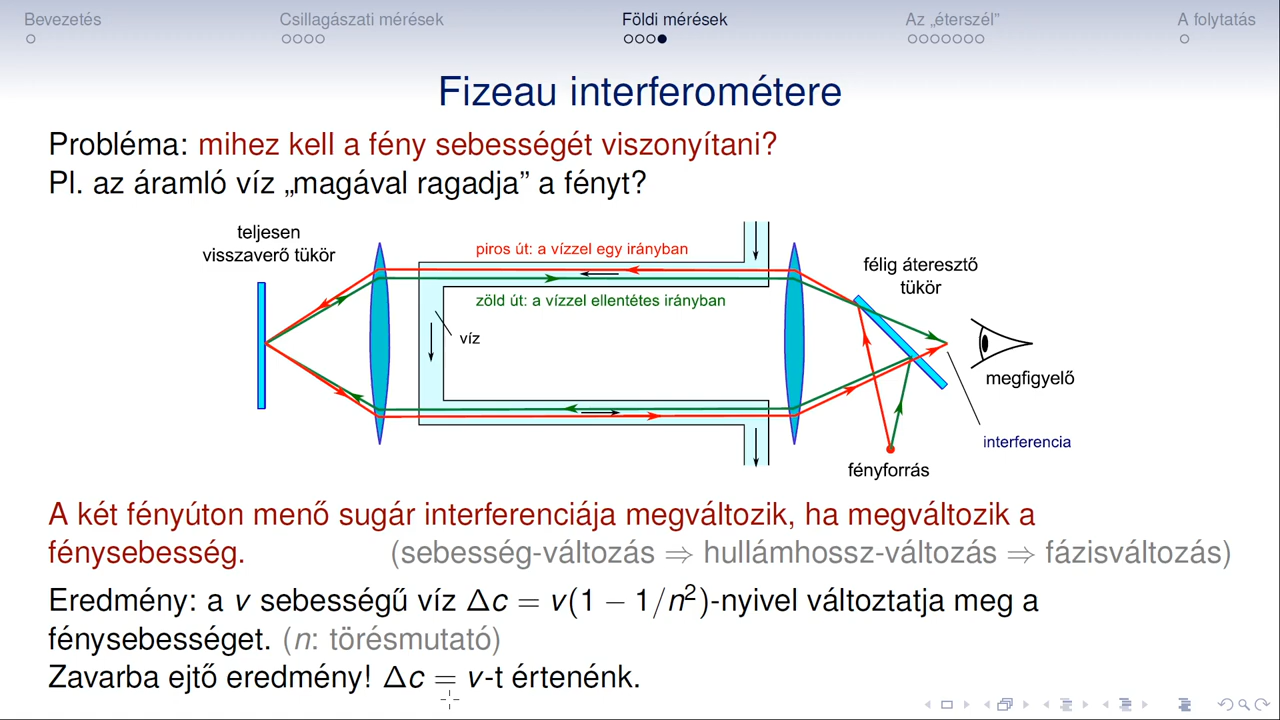 Bevezetés
Csillagászati mérések
Földi mérések
Az „éterszél”
A folytatás
Fizeau interferométere
Probléma: mihez kell a fény sebességét viszonyítani?
Pl. az áramló víz „magával ragadja” a fényt?
teljesen
visszaverő tükör
piros út: a vízzel egy irányban
zöld út: a vízzel ellentétes irányban
víz
félig áteresztő
tükör
megfigyelő
interferencia
fényforrás
A két fényúton menő sugár interferenciája megváltozik, ha megváltozik a
fénysebesség. (sebesség-változás ⇒ hullámhossz-változás ⇒ fázisváltozás)
Eredmény: a v sebességű víz Δc = v(1 − 1/n²)-nyivel változtatja meg a
fénysebességet. (n: törésmutató)
Zavarba ejtő eredmény! Δc = v-t értenénk.